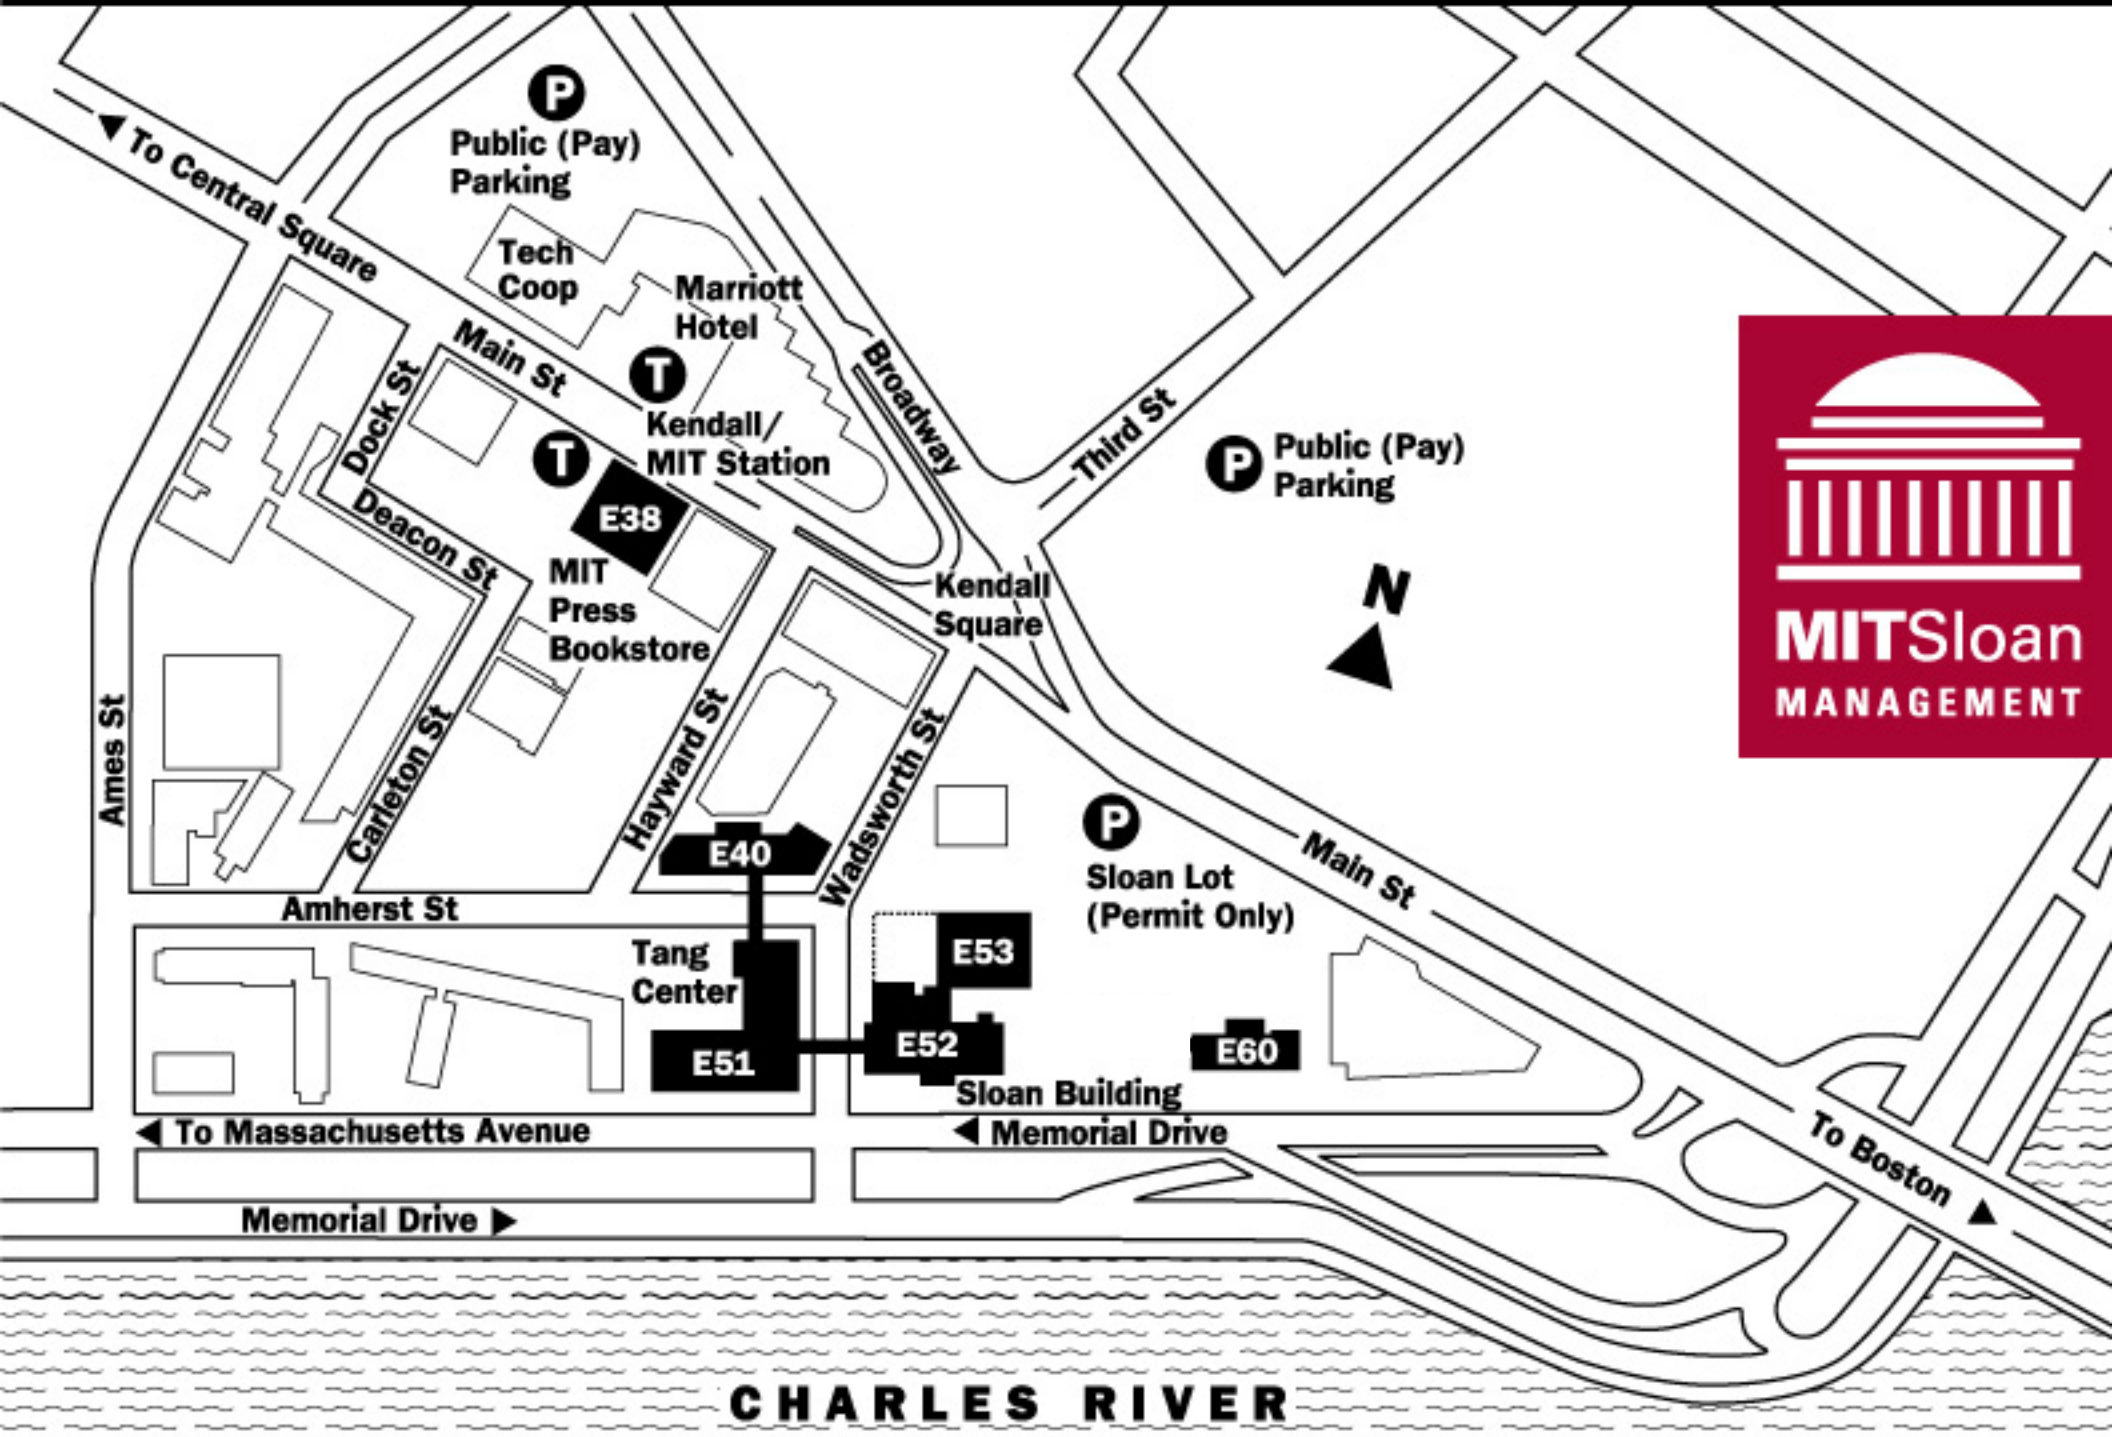 P
Public (Pay)
Parking
To Central Square
Tech
Coop
Marriott
Hotel
Main St
T
Kendall/
MIT Station
Broadway
Third St
P
Public (Pay)
Parking
Dock St
T
E38
Deacon St
MIT
Press
Bookstore
Kendall
Square
N
MITSloan
MANAGEMENT
Ames St
Carleton St
Hayward St
Wadsworth St
E40
P
Sloan Lot
(Permit Only)
Main St
Amherst St
Tang
Center
E53
E51
E52
E60
Sloan Building
To Massachusetts Avenue
Memorial Drive
To Boston
Memorial Drive
CHARLES RIVER